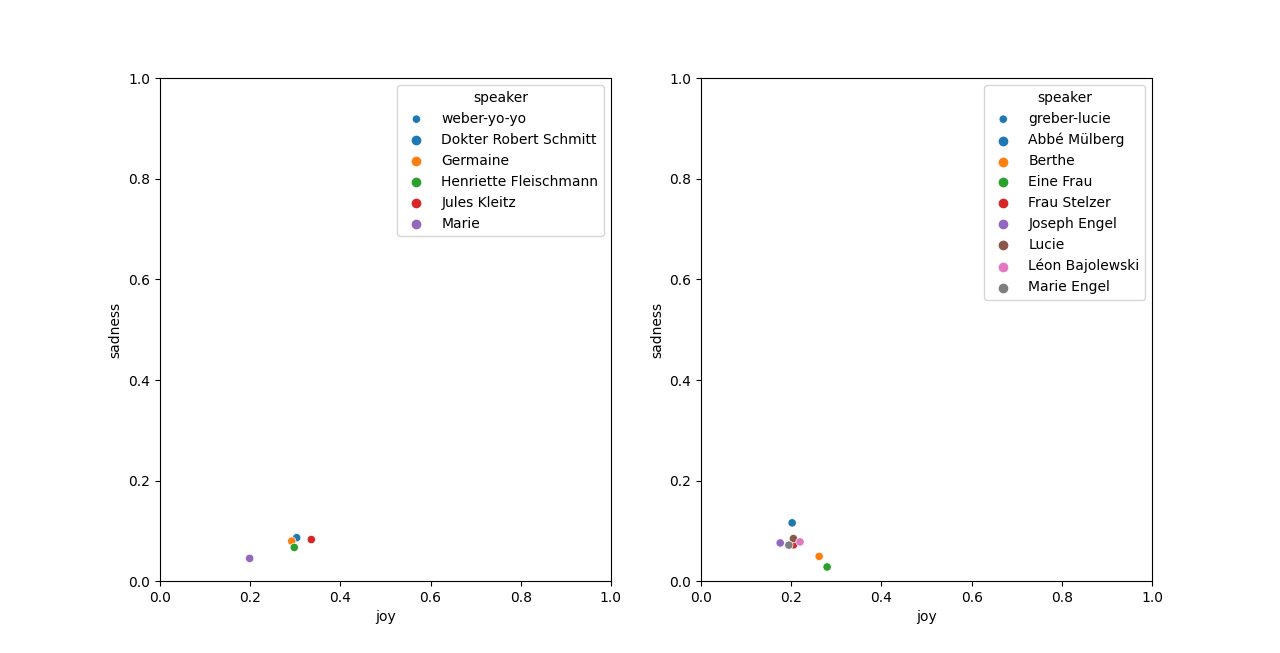 1.0
0.8
0.6
0.4
0.2
0.0
sadness
0.0 0.2 0.4 0.6 0.8 1.0
joy
speaker
weber-yo-yo
Dokter Robert Schmitt
Germaine
Henriette Fleischmann
Jules Kleitz
Marie
1.0
0.8
0.6
0.4
0.2
0.0
sadness
0.0 0.2 0.4 0.6 0.8 1.0
joy
speaker
greber-lucie
Abbé Mülberg
Berthe
Eine Frau
Frau Stelzer
Joseph Engel
Lucie
Léon Bajolewski
Marie Engel